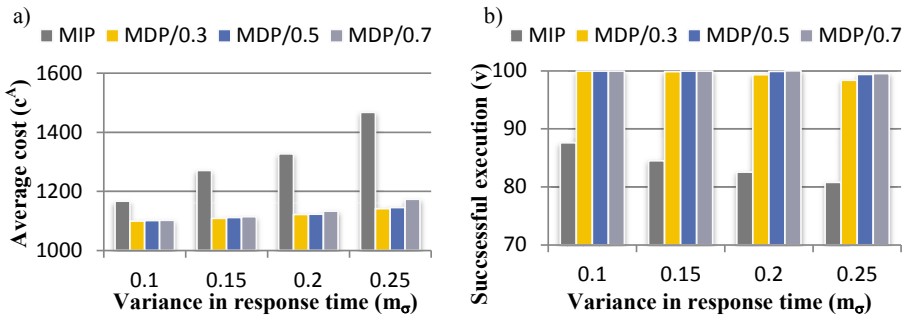 a)
MIP MDP/0.3 MDP/0.5 MDP/0.7
Average cost (c^A)
1600
1400
1200
1000
0.1 0.15 0.2 0.25
Variance in response time (mσ)
b)
MIP MDP/0.3 MDP/0.5 MDP/0.7
Succsessful execution (v)
100
90
80
70
0.1 0.15 0.2 0.25
Variance in response time (mσ)